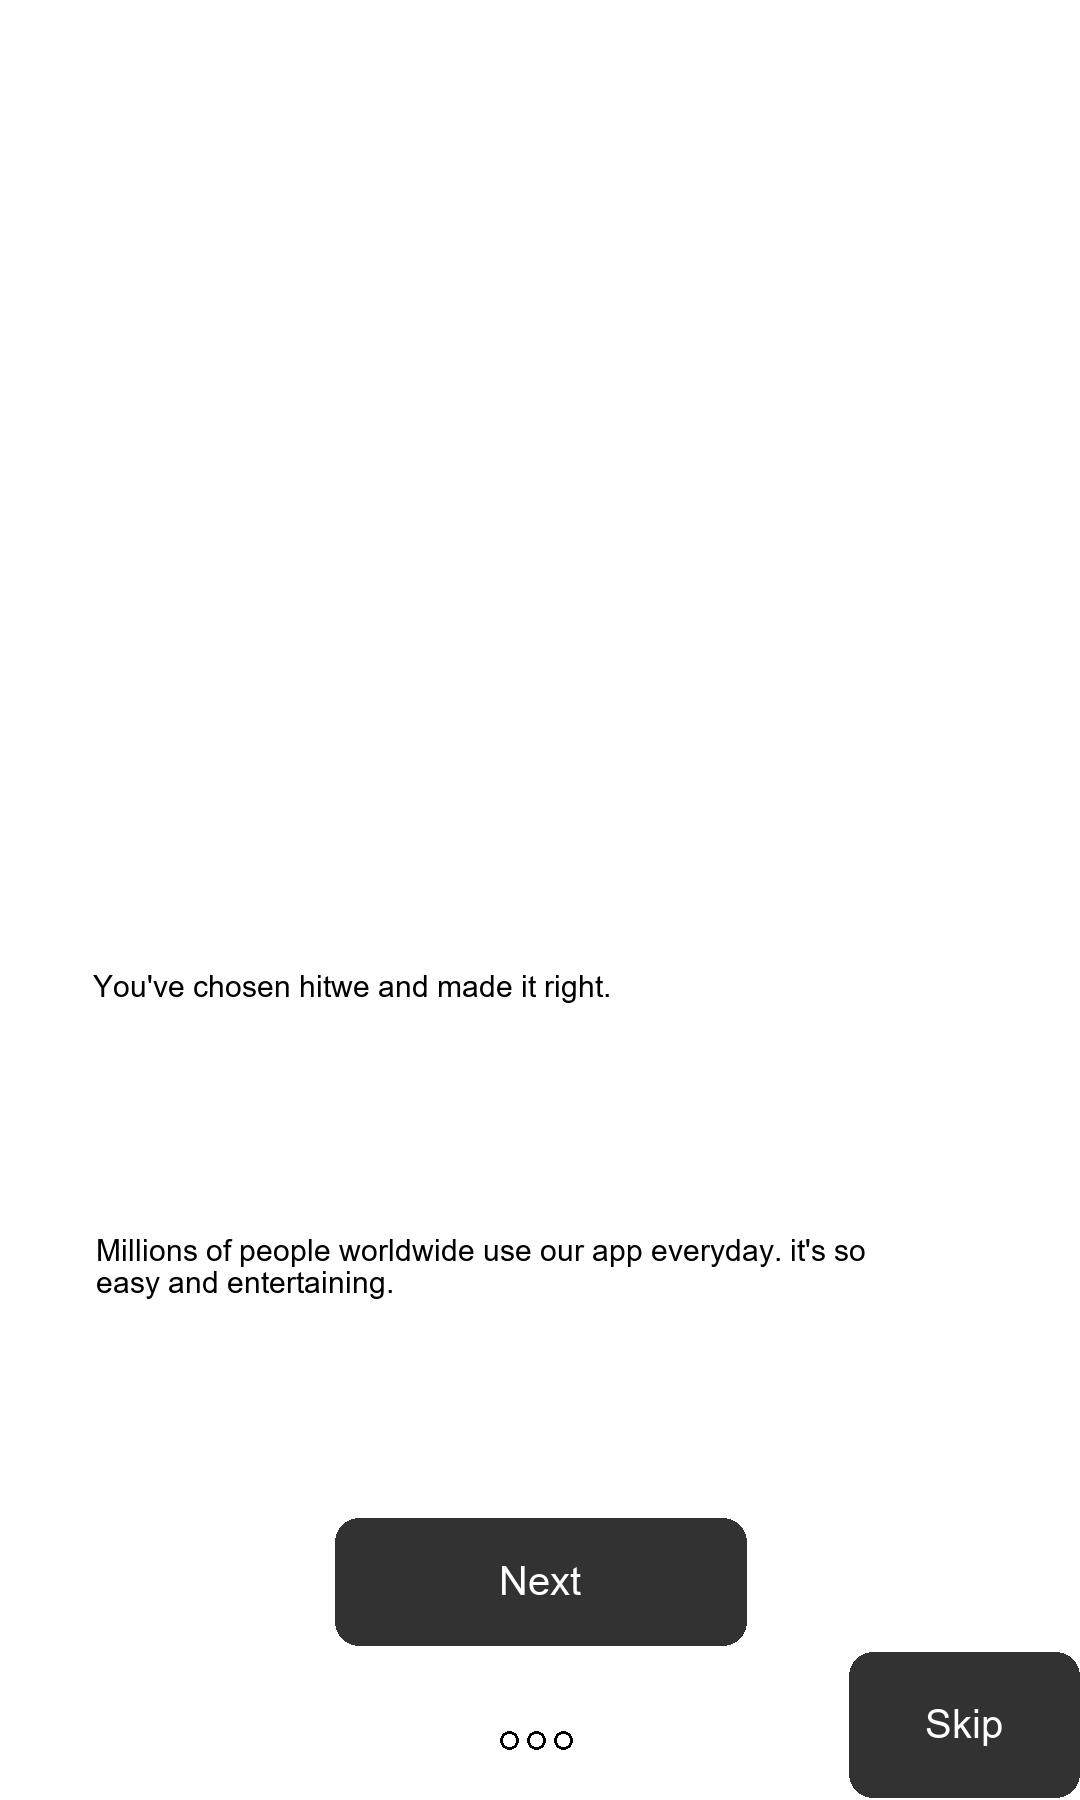 You've chosen hitwe and made it right.
Millions of people worldwide use our app everyday. it's so
easy and entertaining.
Next
Skip